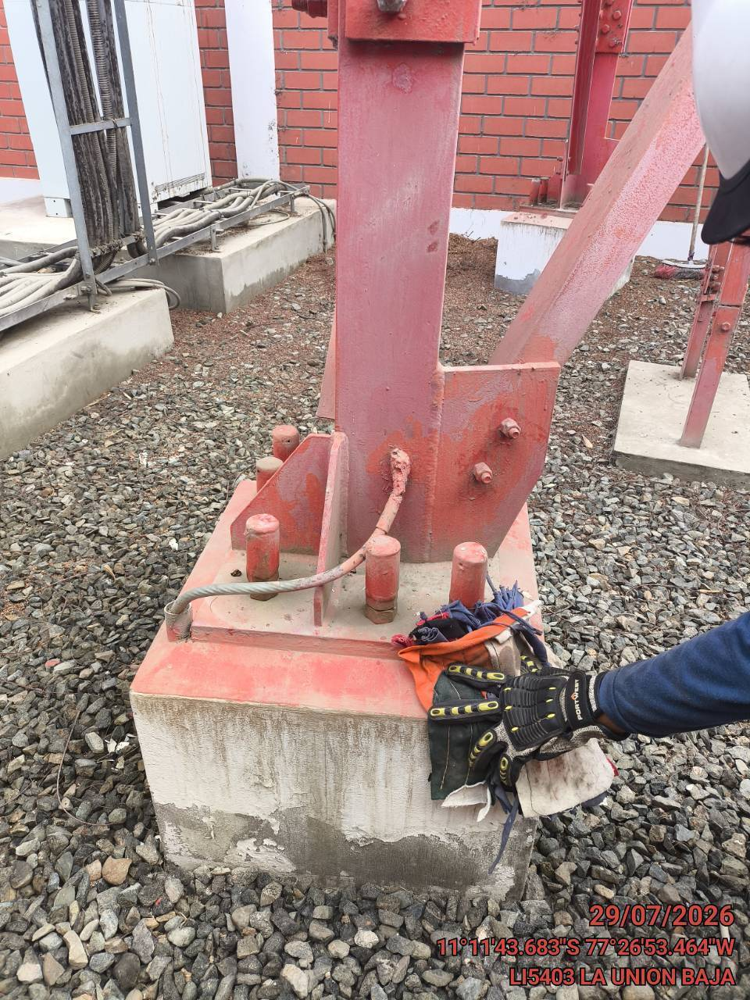 PORTWEST
29/07/2026
11°11'43.683"S 77°26'53.464"W
LI5403 LA UNION BAJA